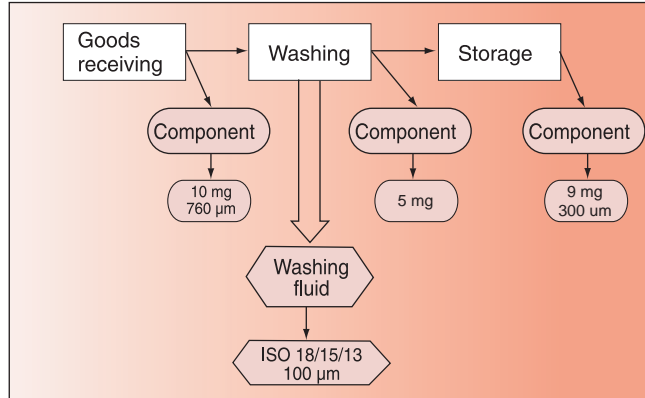 Goods
receiving
Washing
Storage
Component
Component
Component
10 mg
760 μm
5 mg
9 mg
300 um
Washing
fluid
ISO 18/15/13
100 μm